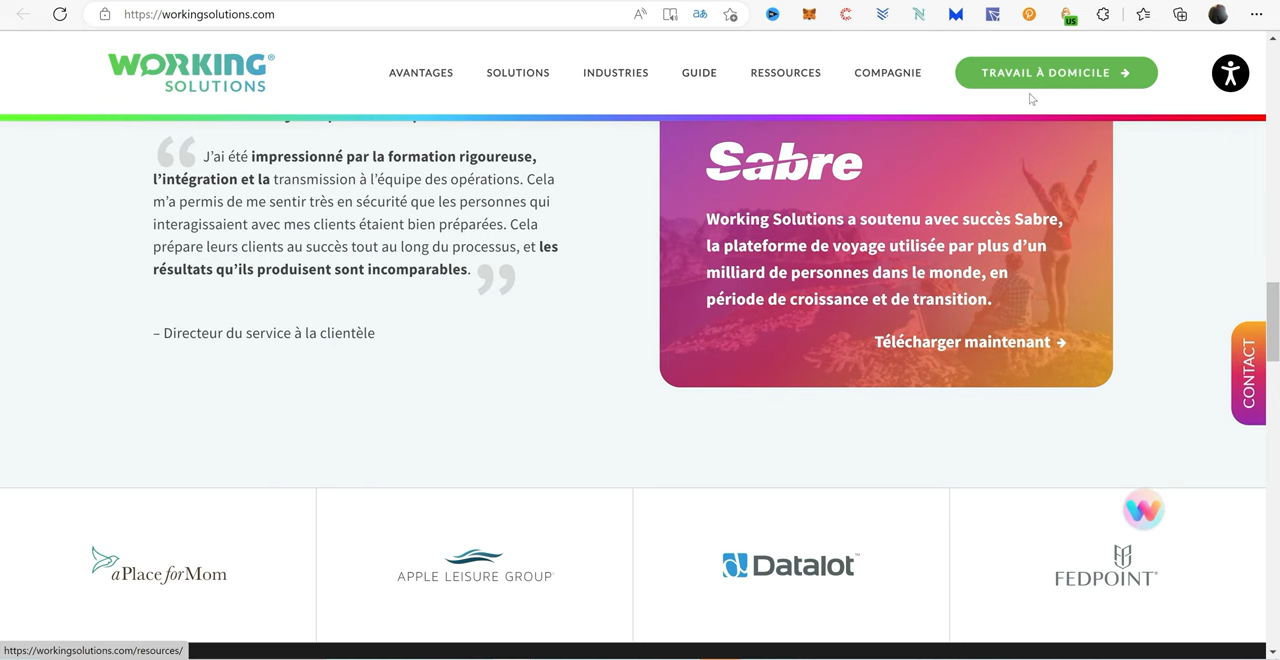 https://workingsolutions.com
US
WORKING®
SOLUTIONS
AVANTAGES SOLUTIONS INDUSTRIES GUIDE RESSOURCES COMPAGNIE TRAVAIL À DOMICILE
“ J’ai été impressionné par la formation rigoureuse,
l’intégration et la transmission à l’équipe des opérations. Cela
m’a permis de me sentir très en sécurité que les personnes qui
interagissaient avec mes clients étaient bien préparées. Cela
prépare leurs clients au succès tout au long du processus, et les
résultats qu’ils produisent sont incomparables. ”
– Directeur du service à la clientèle
Sabre
Working Solutions a soutenu avec succès Sabre,
la plateforme de voyage utilisée par plus d’un
milliard de personnes dans le monde, en
période de croissance et de transition.
Télécharger maintenant
CONTACT
aPlaceforMom
APPLE LEISURE GROUP
Datalot™
FEDPOINT
https://workingsolutions.com/resources/